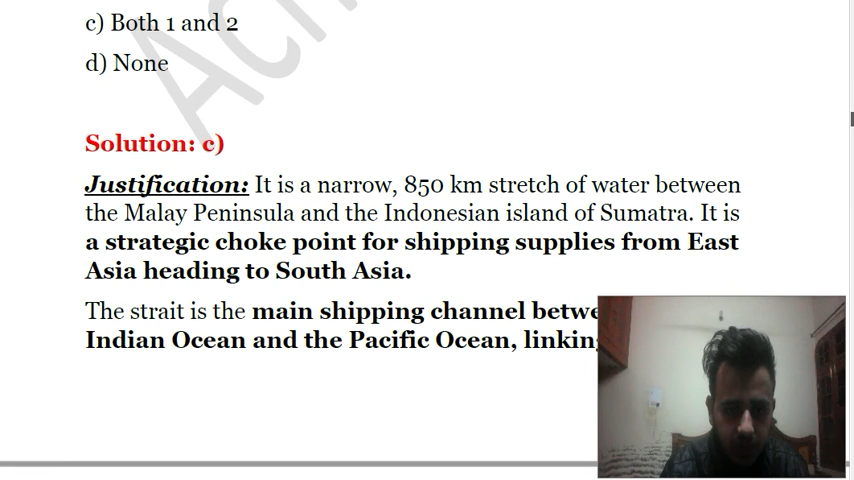 c) Both 1 and 2
d) None
Solution: c)
Justification: It is a narrow, 850 km stretch of water between
the Malay Peninsula and the Indonesian island of Sumatra. It is
a strategic choke point for shipping supplies from East
Asia heading to South Asia.
The strait is the main shipping channel
Indian Ocean and the Pacific Ocean, linking